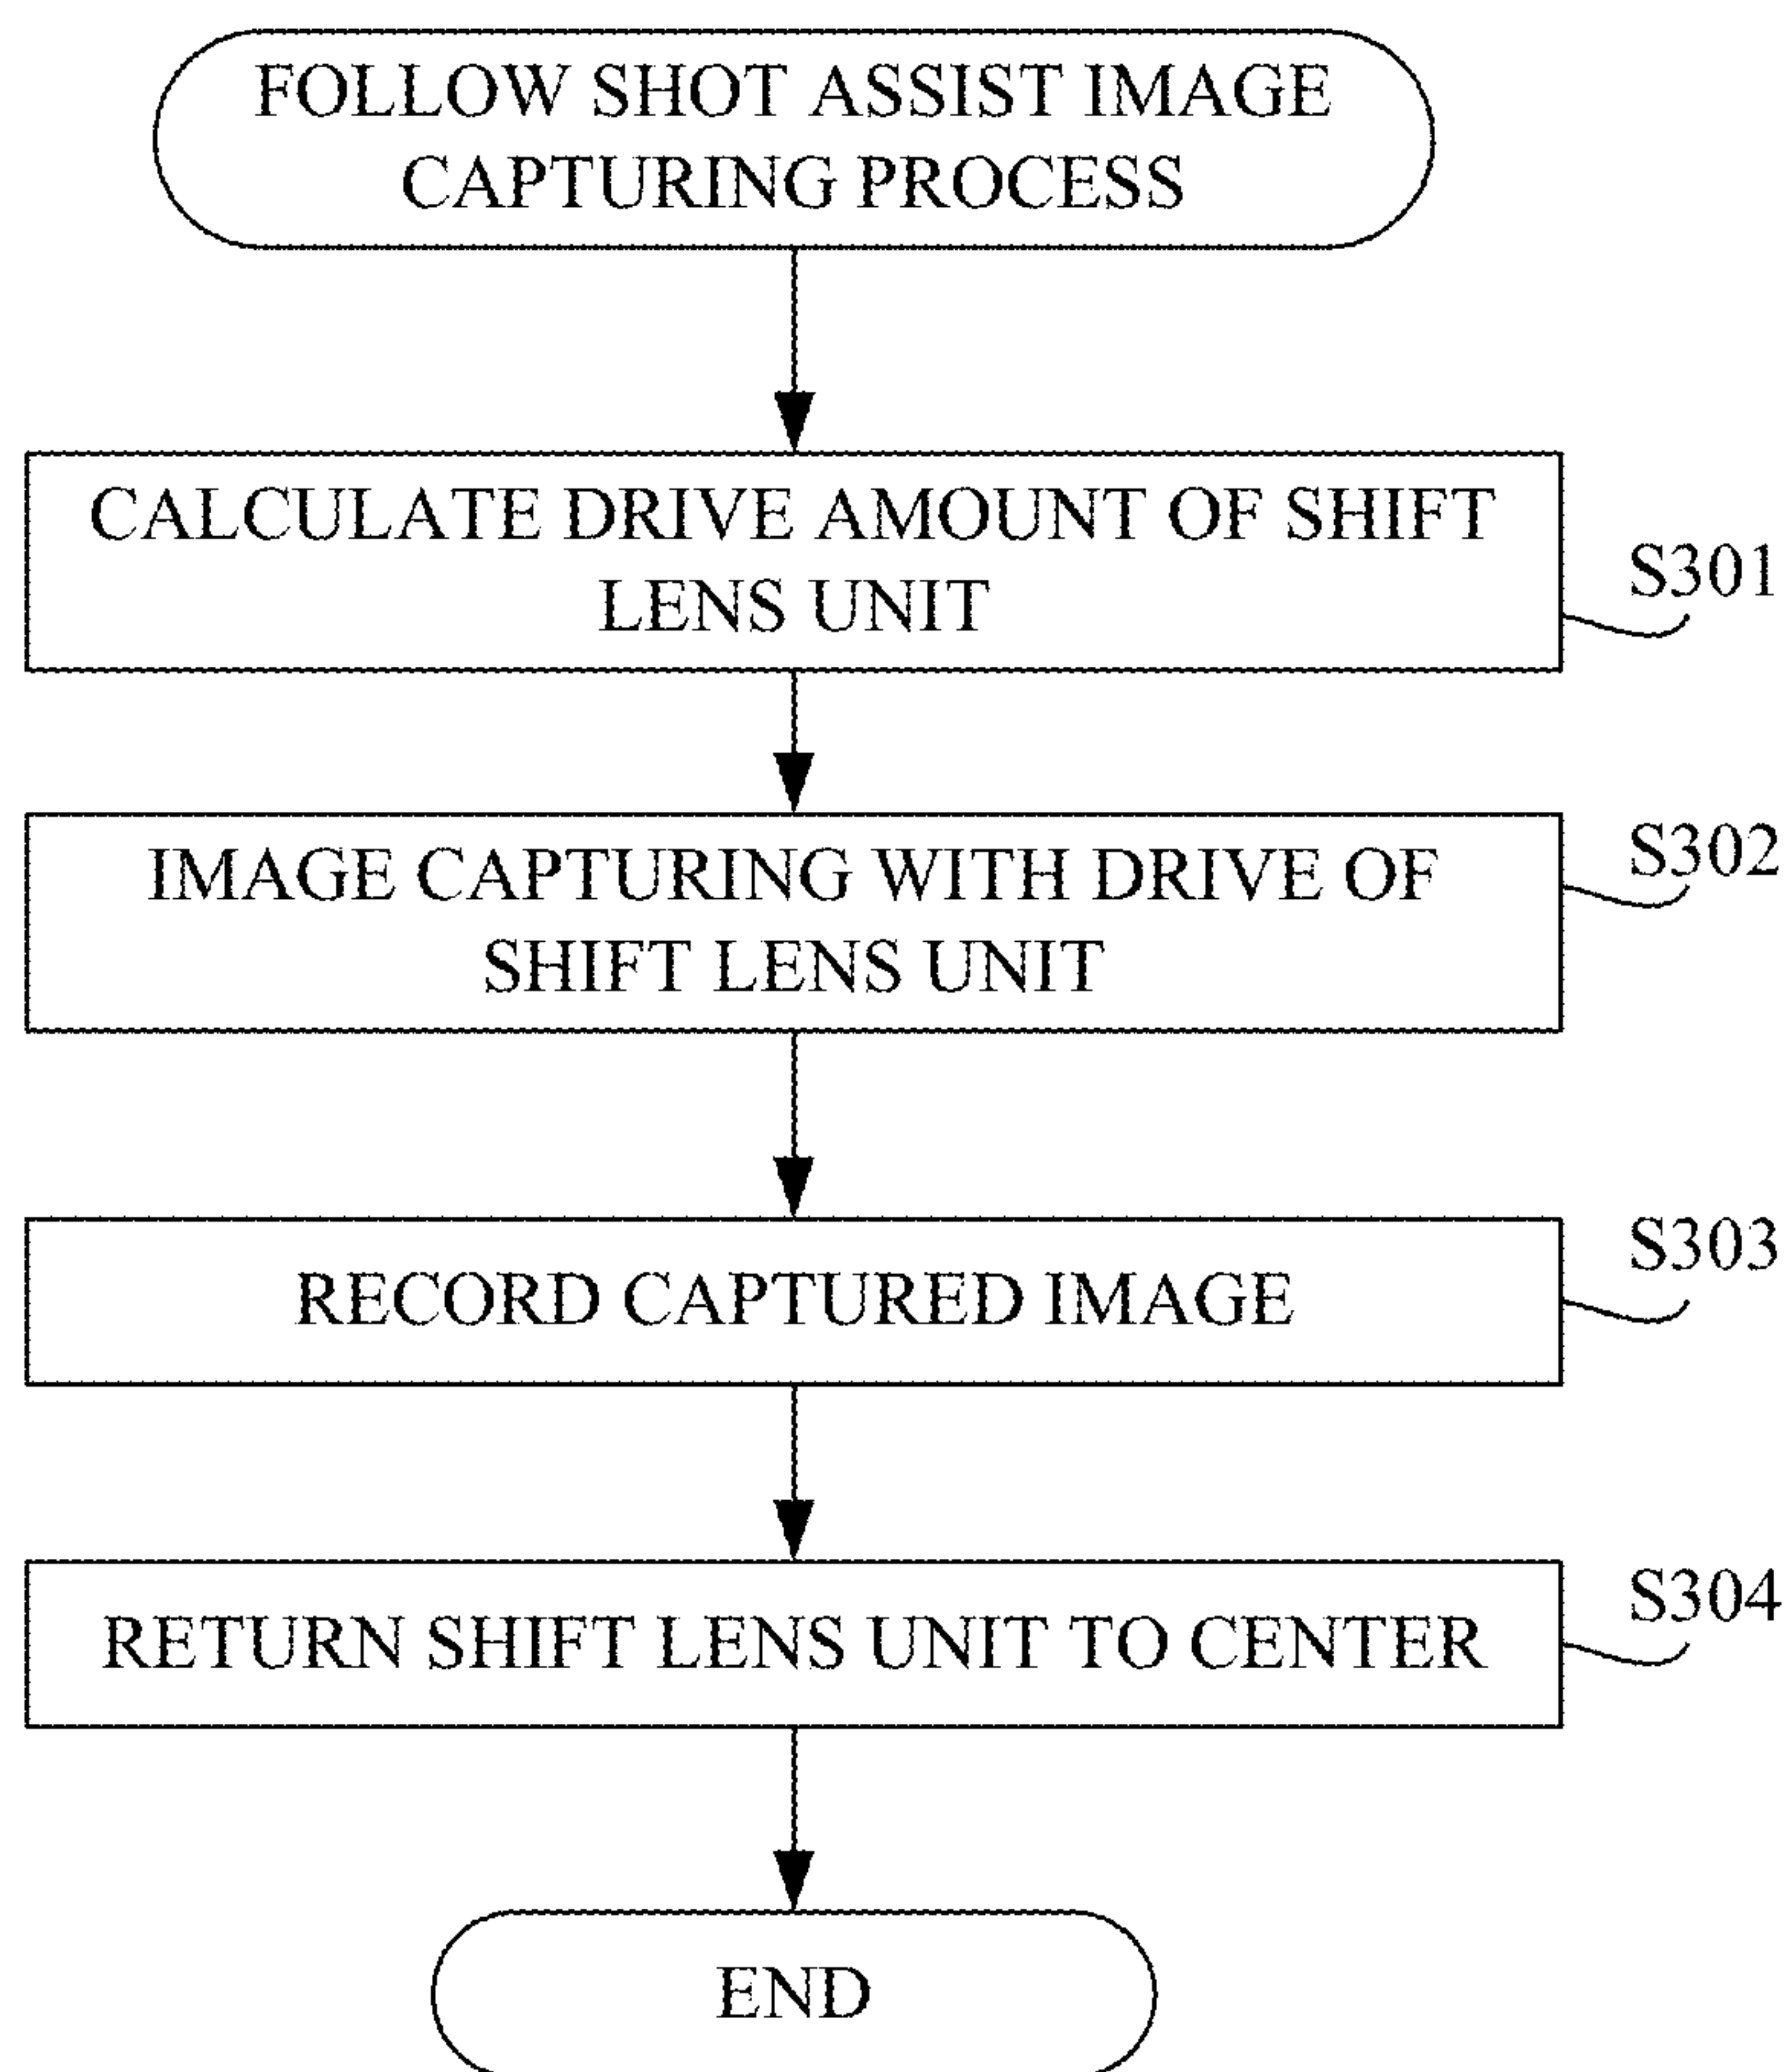 FOLLOW SHOT ASSIST IMAGE
CAPTURING PROCESS
CALCULATE DRIVE AMOUNT OF SHIFT
LENS UNIT
S301
IMAGE CAPTURING WITH DRIVE OF
SHIFT LENS UNIT
S302
RECORD CAPTURED IMAGE
S303
RETURN SHIFT LENS UNIT TO CENTER
S304
END